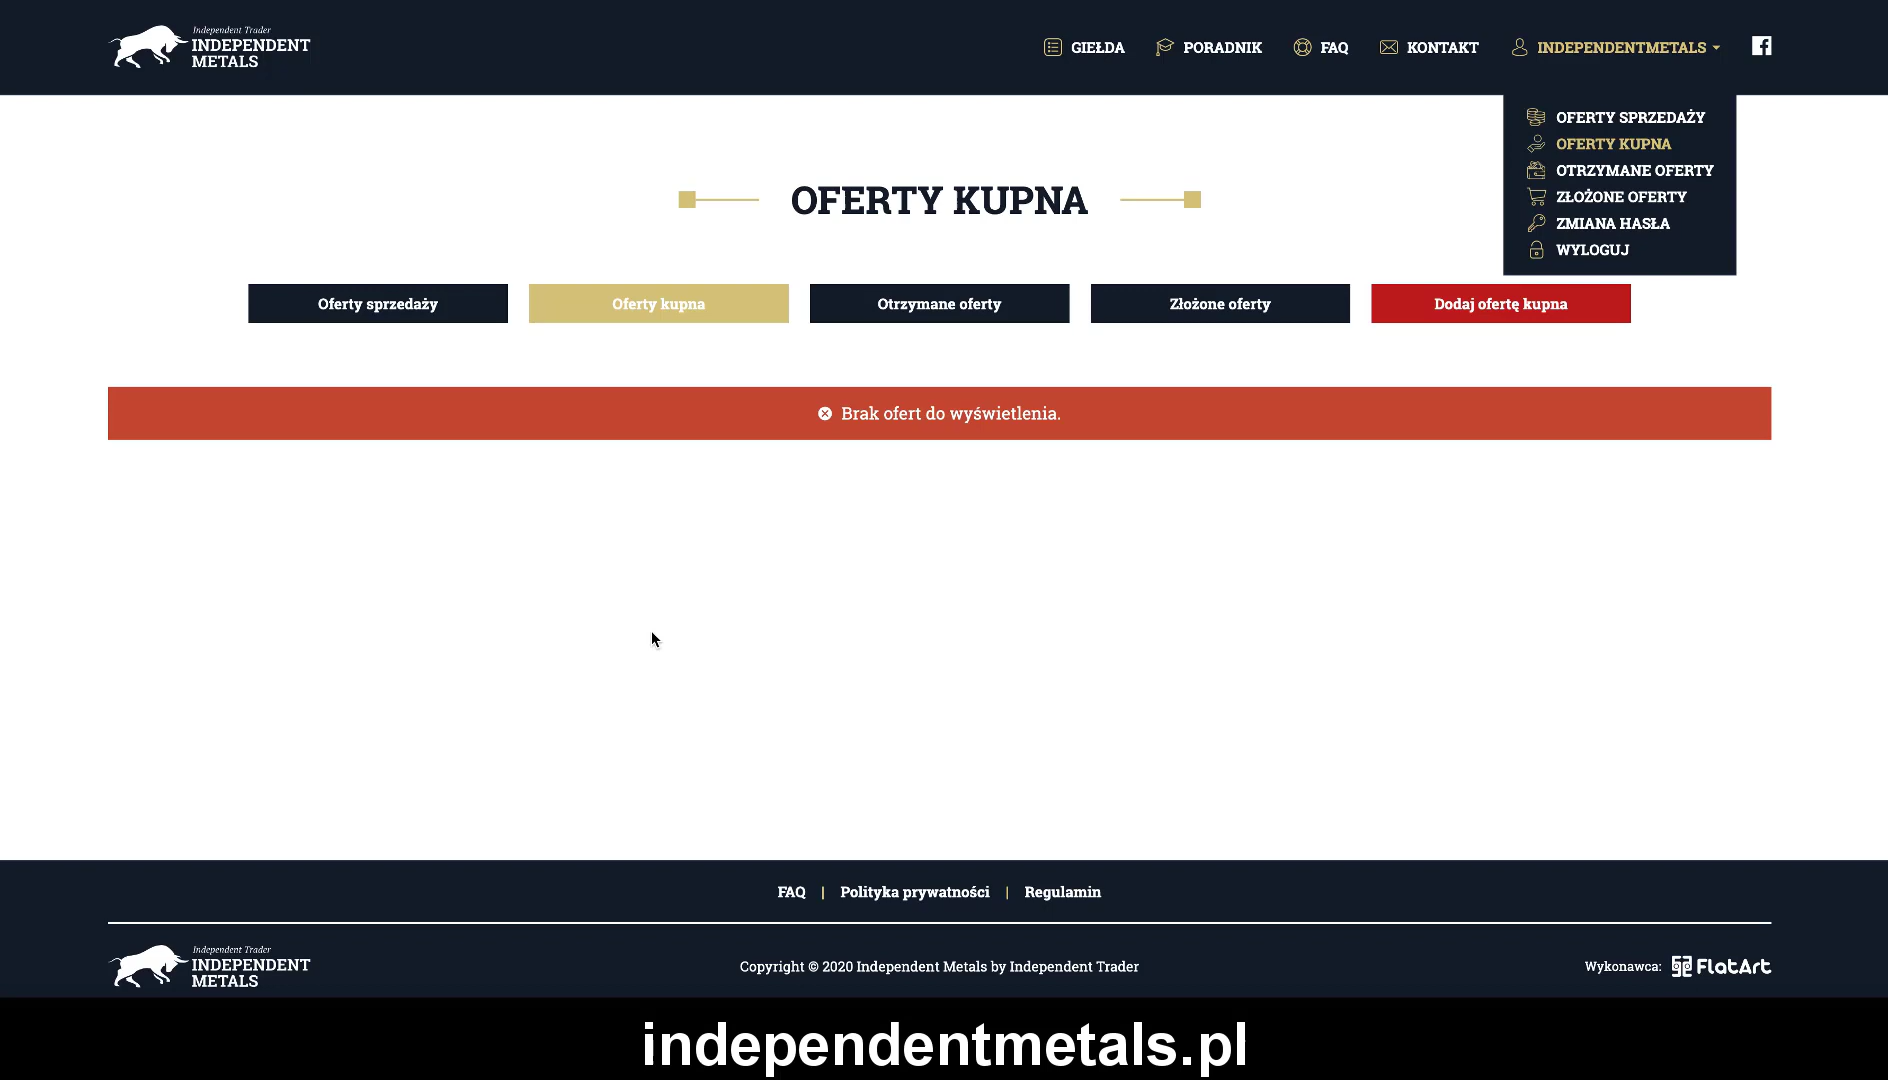 Independent Trader
INDEPENDENT
METALS
GIEŁDA
PORADNIK
FAQ
KONTAKT
INDEPENDENTMETALS
OFERTY SPRZEDAŻY
OFERTY KUPNA
OTRZYMANE OFERTY
ZŁOŻONE OFERTY
ZMIANA HASŁA
WYLOGUJ
OFERTY KUPNA
Oferty sprzedaży
Oferty kupna
Otrzymane oferty
Złożone oferty
Dodaj ofertę kupna
Brak ofert do wyświetlenia.
FAQ | Polityka prywatności | Regulamin
Independent Trader
INDEPENDENT
METALS
Copyright © 2020 Independent Metals by Independent Trader
Wykonawca: FlatArt
independentmetals.pl